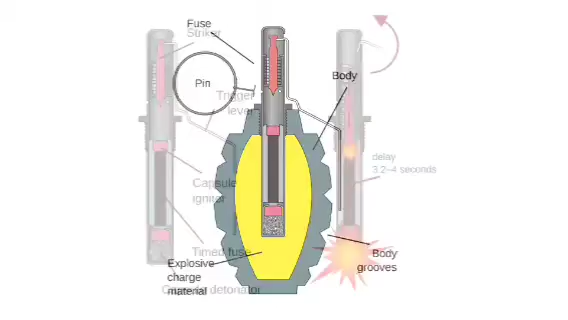 Fuse
Striker
Pin
Body
Trigger
lever
delay
3.2–4 seconds
Capsule
igniter
Timed fuse
Body
grooves
Explosive
charge
material
Capsule detonator